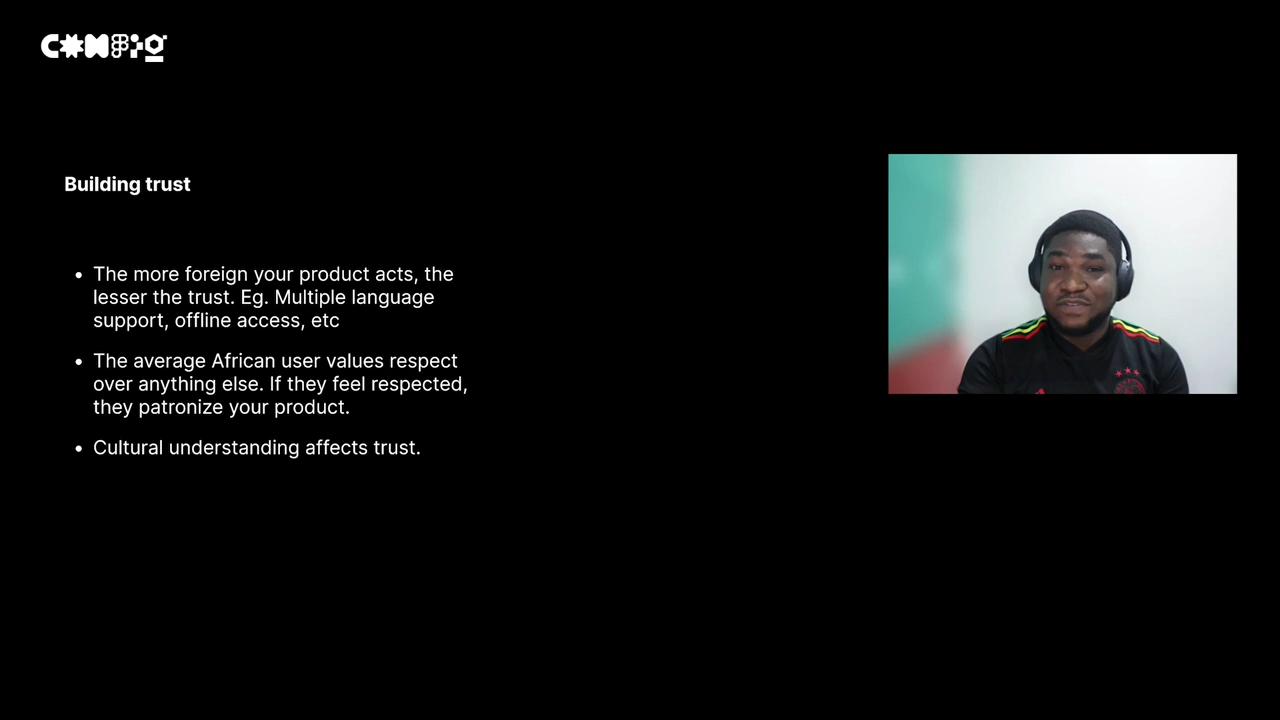 CONFIG
Building trust
• The more foreign your product acts, the
lesser the trust. Eg. Multiple language
support, offline access, etc
• The average African user values respect
over anything else. If they feel respected,
they patronize your product.
• Cultural understanding affects trust.